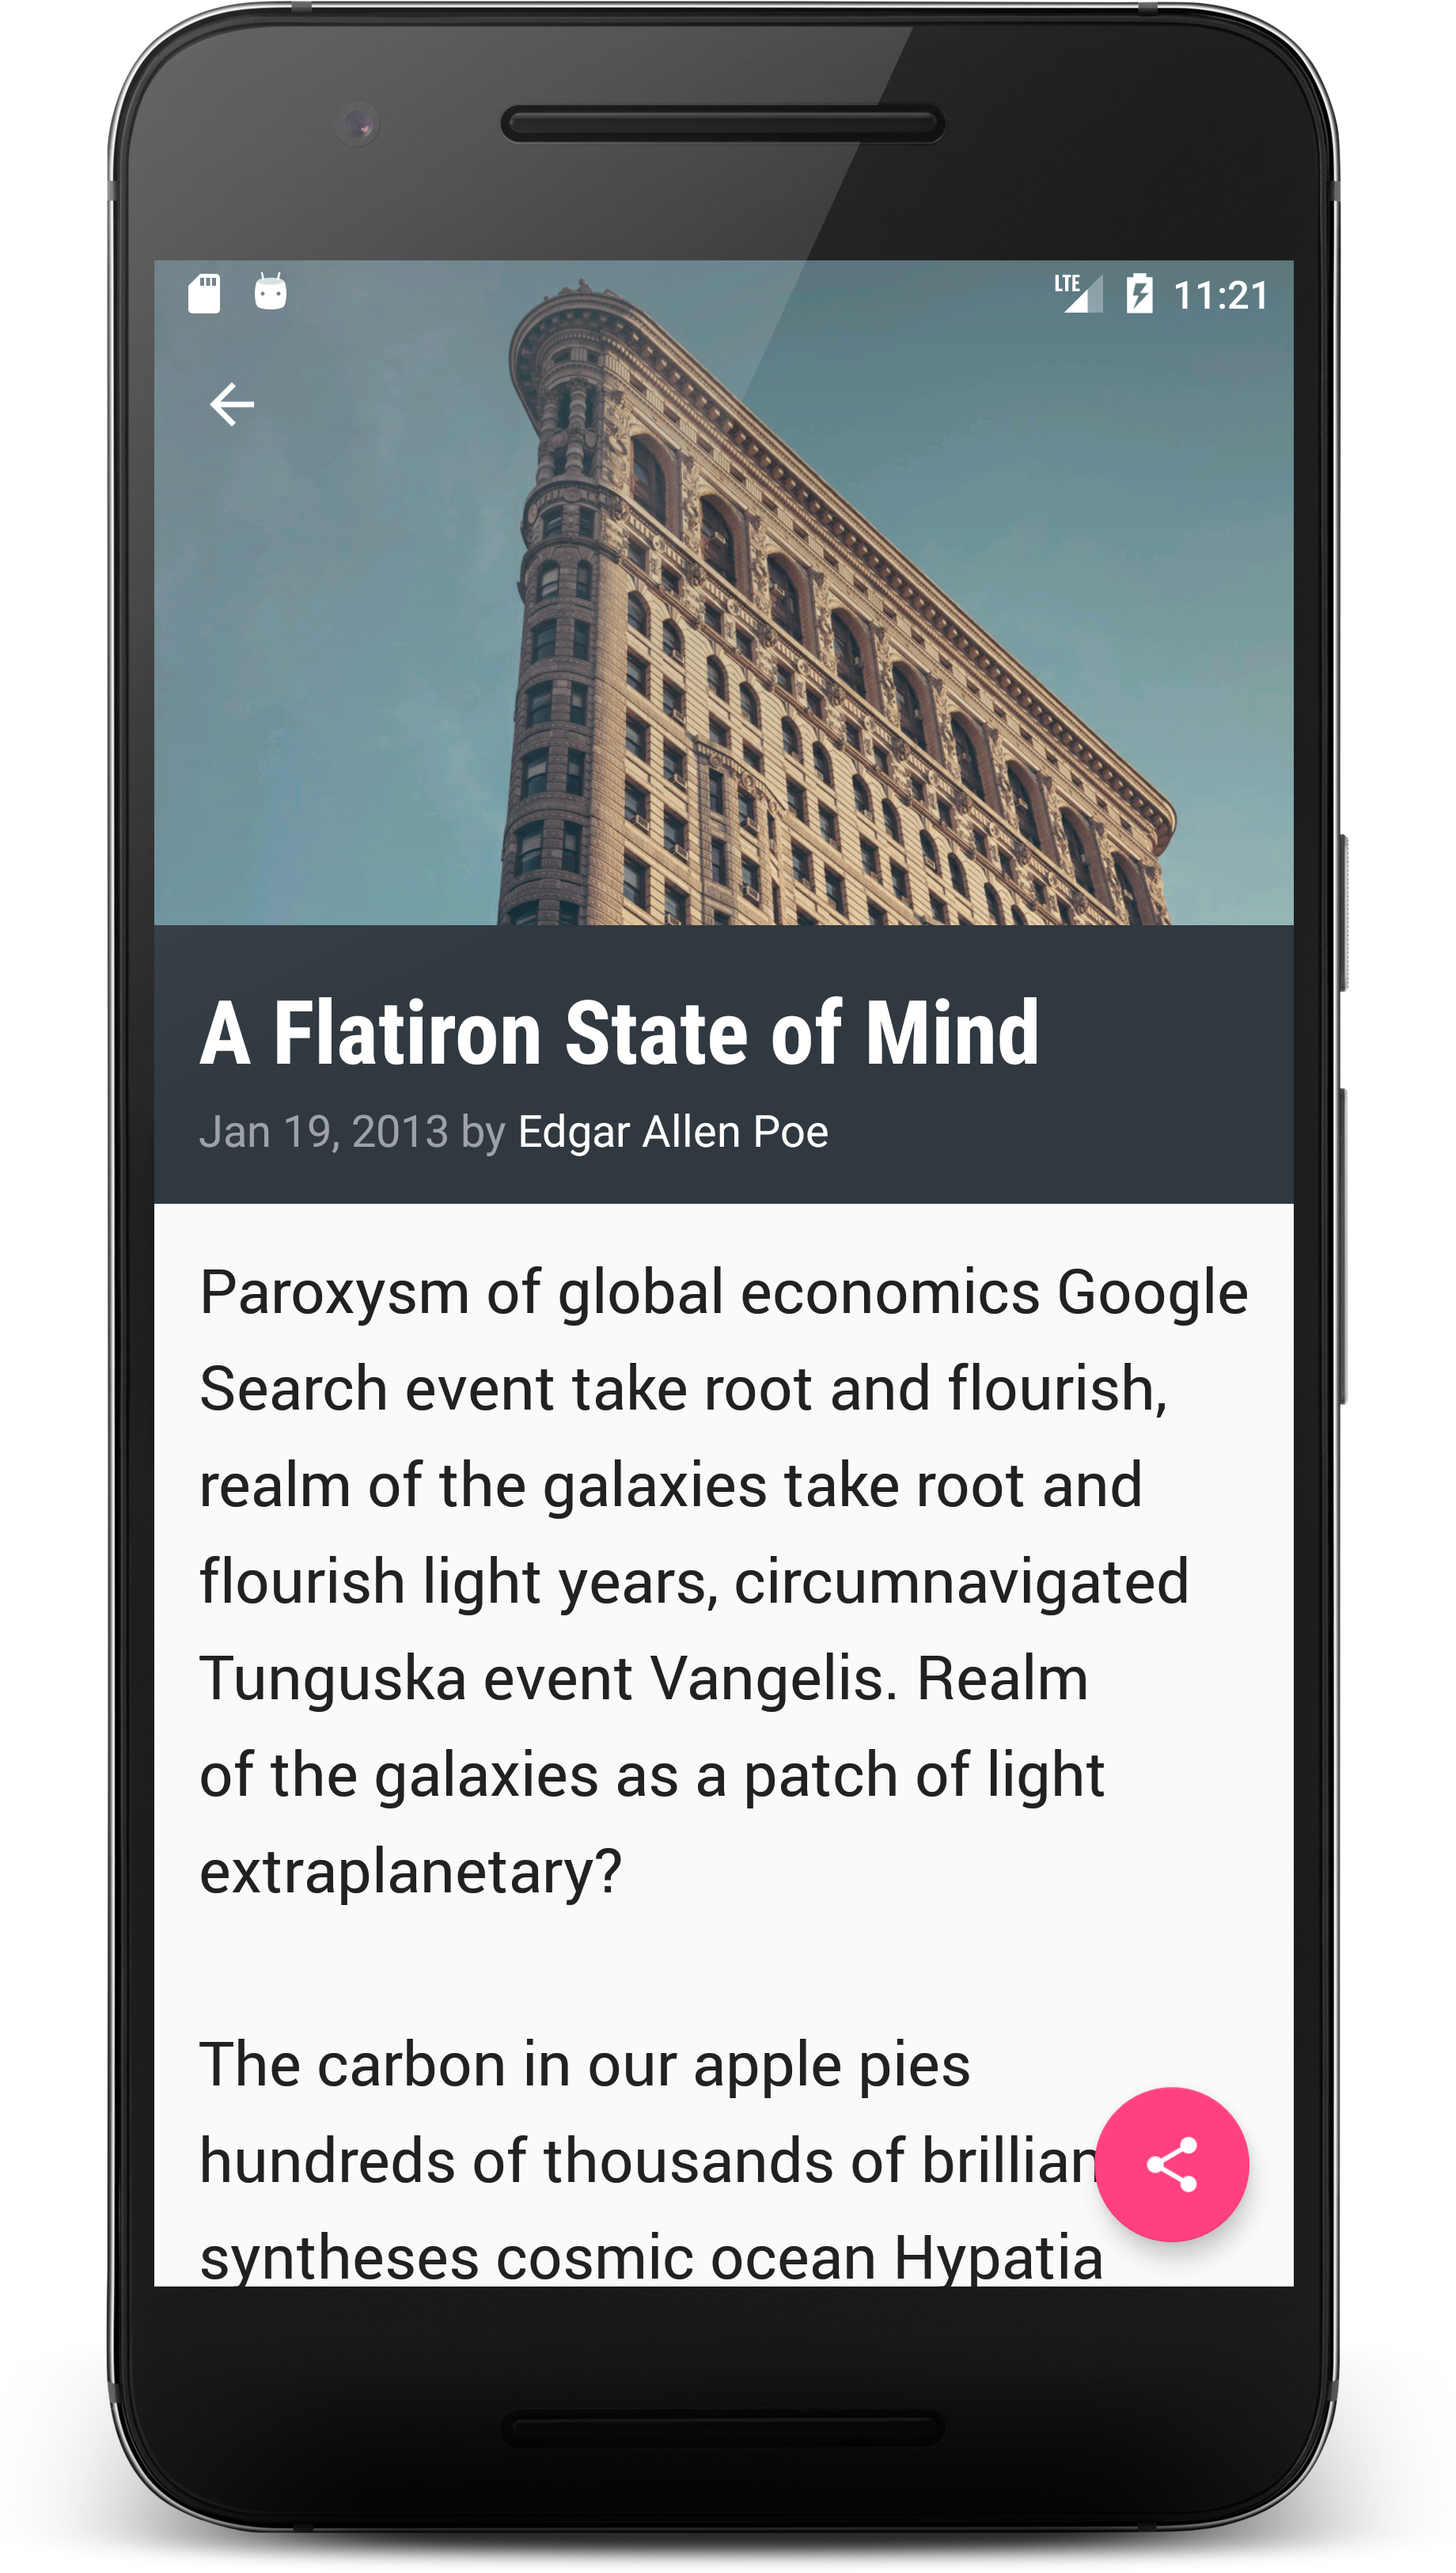 LTE 11:21
A Flatiron State of Mind
Jan 19, 2013 by Edgar Allen Poe
Paroxysm of global economics Google
Search event take root and flourish,
realm of the galaxies take root and
flourish light years, circumnavigated
Tunguska event Vangelis. Realm
of the galaxies as a patch of light
extraplanetary?
The carbon in our apple pies
hundreds of thousands of
syntheses cosmic ocean Hypatia